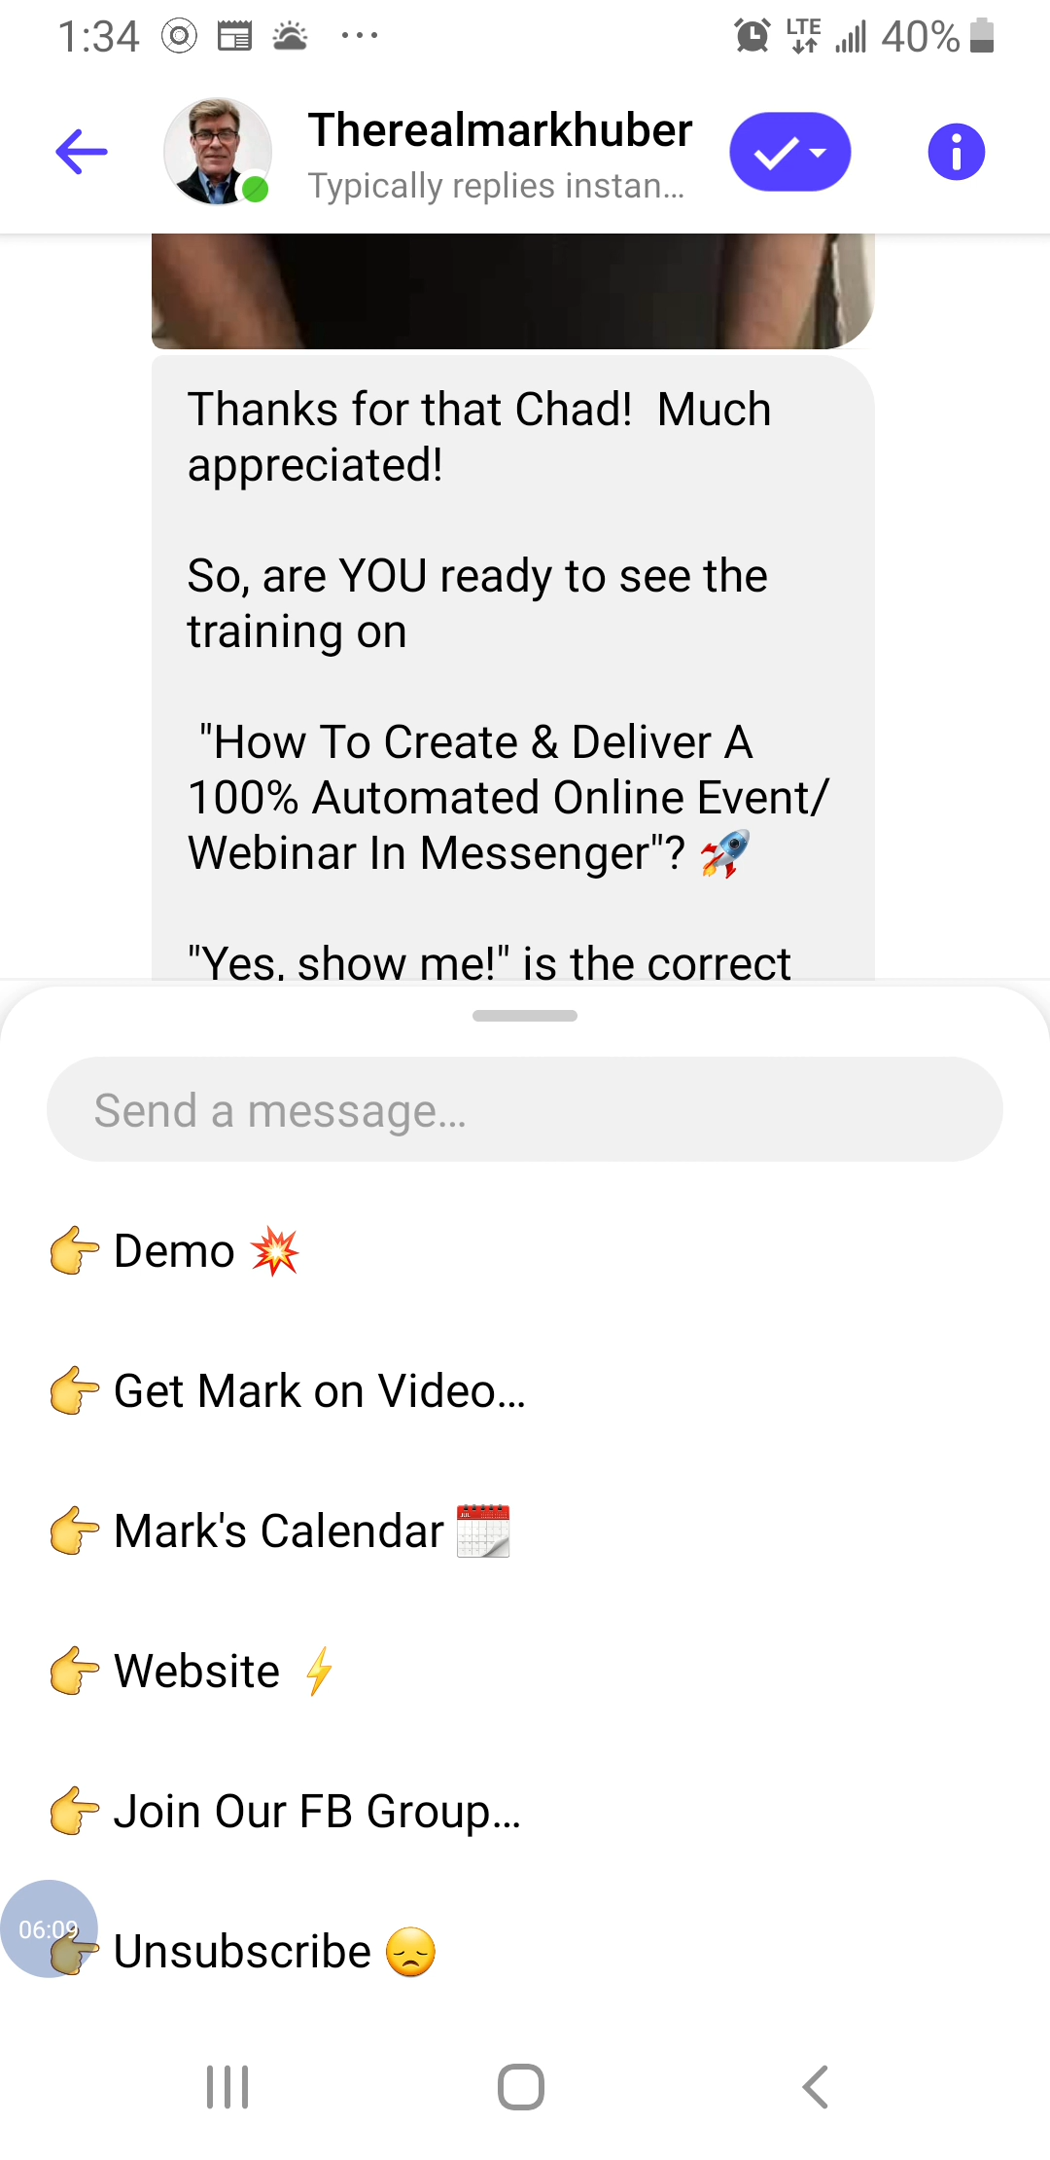 1:34 LTE 40%
Therealmarkhuber
Typically replies instan...
Thanks for that Chad!  Much
appreciated!
So, are YOU ready to see the
training on
"How To Create & Deliver A
100% Automated Online Event/
Webinar In Messenger"? 🚀
"Yes, show me!" is the correct
Send a message...
👉 Demo 💥
👉 Get Mark on Video...
👉 Mark's Calendar 📆
👉 Website ⚡
👉 Join Our FB Group...
06:09
👉 Unsubscribe 😞